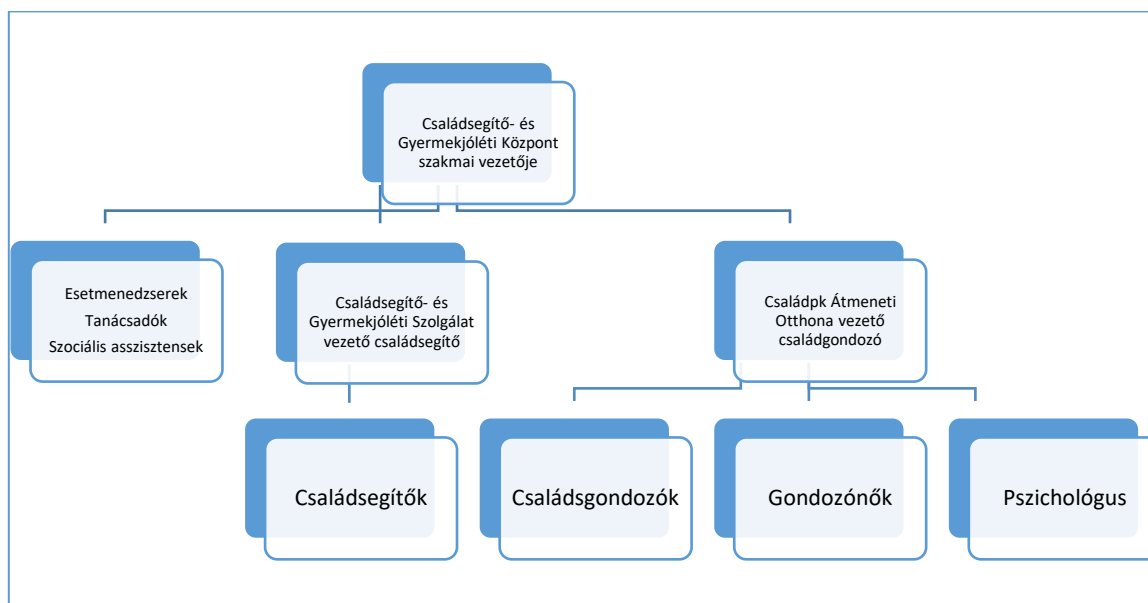 Családsegítő- és
Gyermekjóléti Központ
szakmai vezetője
Esetmenedzserek
Tanácsadók
Szociális asszisztensek
Családsegítő- és
Gyermekjóléti Szolgálat
vezető családsegítő
Családpk Átmeneti
Otthona vezető
családgondozó
Családsegítők
Családsgondozók
Gondozónők
Pszichológus